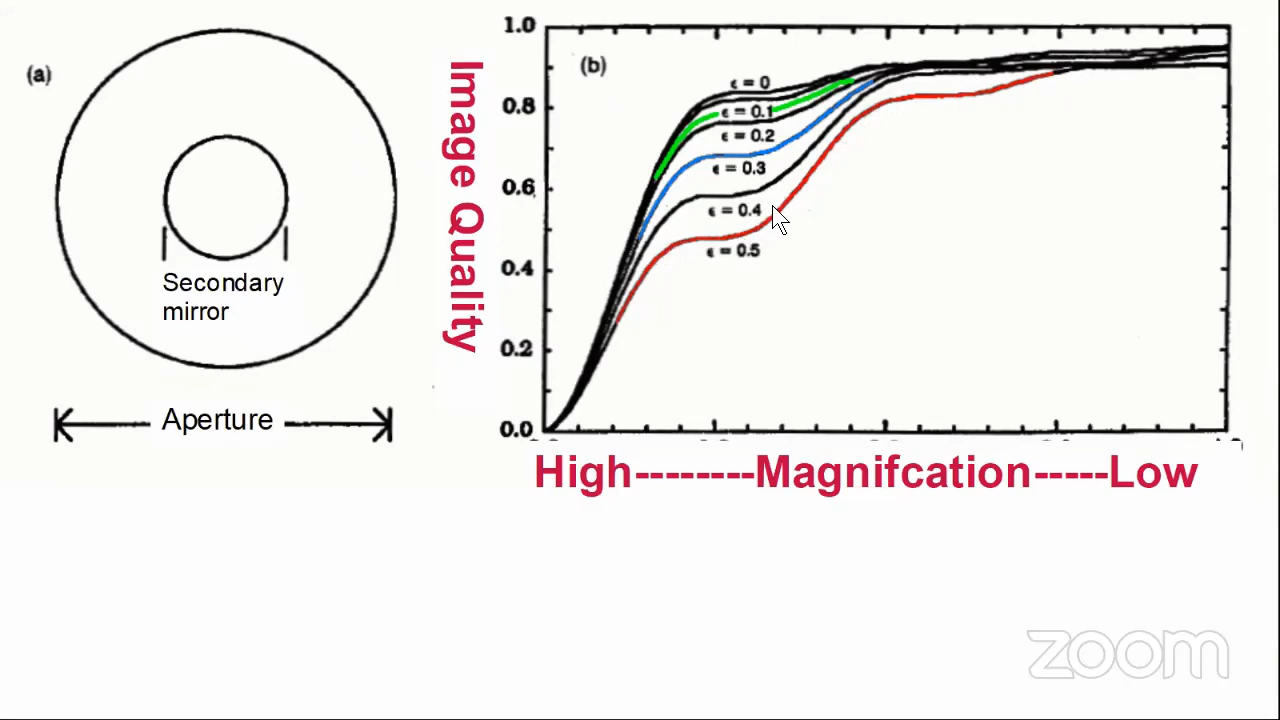 (a)
Secondary
mirror
Aperture
Image Quality
1.0
0.8
0.6
0.4
0.2
0.0
(b)
ϵ = 0
ϵ = 0.1
ϵ = 0.2
ϵ = 0.3
ϵ = 0.4
ϵ = 0.5
High--------Magnifcation-----Low
zoom